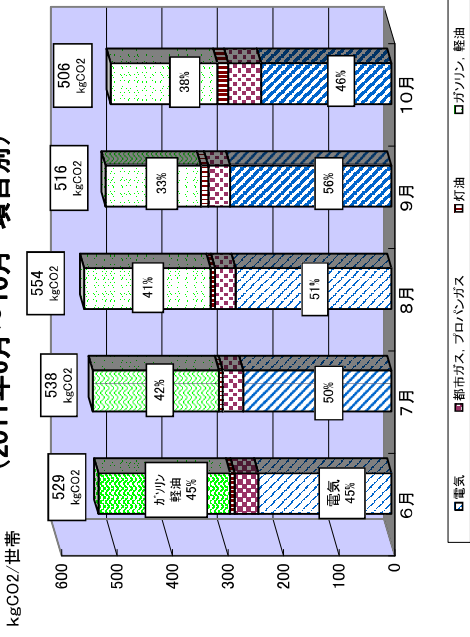 kgCO2/世帯
600
500
400
300
200
100
0
529
kgCO2
538
kgCO2
554
kgCO2
516
kgCO2
506
kgCO2
ｶﾞｿﾘﾝ
軽油
45%
42%
41%
33%
38%
電気
45%
50%
51%
56%
46%
6月
7月
8月
9月
10月
電気
都市ガス, プロパンガス
灯油
ガソリン, 軽油